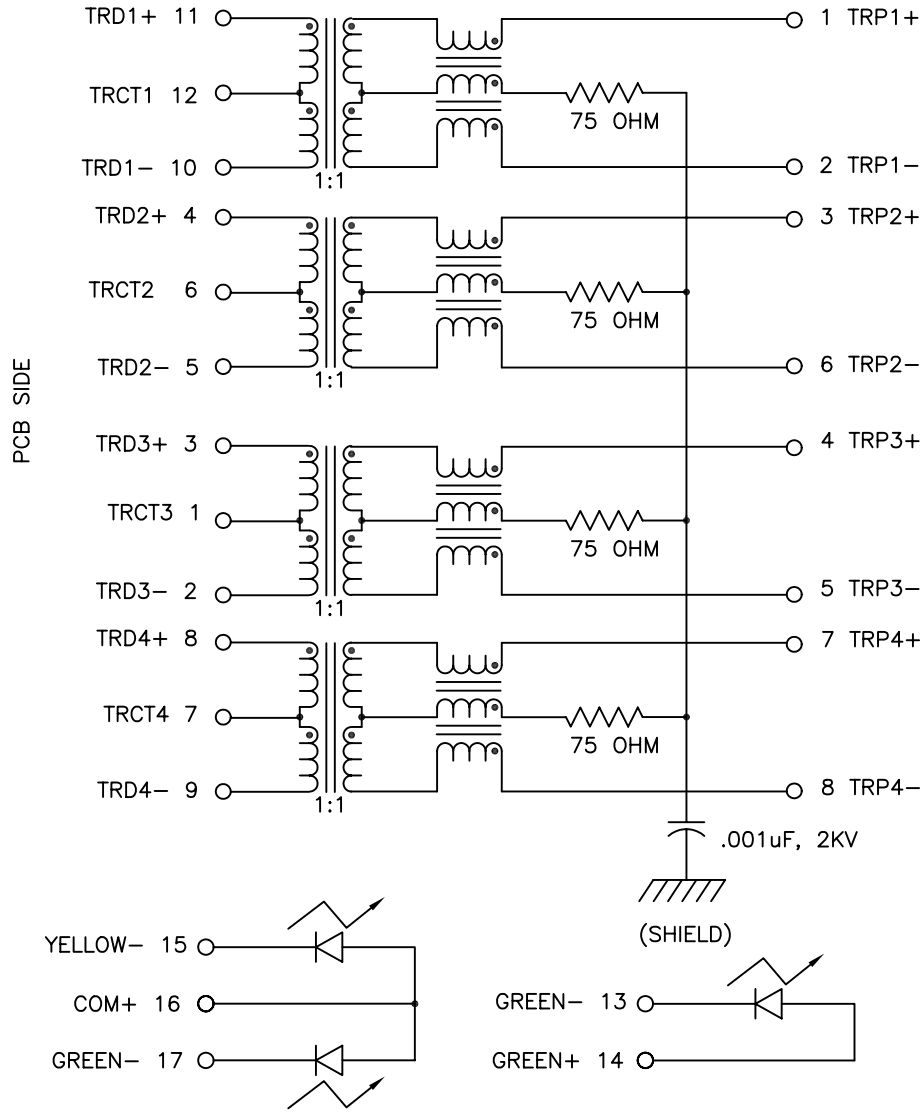 TRD1+ 11
1 TRP1+
TRCT1 12
75 OHM
TRD1- 10
2 TRP1-
1:1
TRD2+ 4
3 TRP2+
TRCT2 6
75 OHM
TRD2- 5
6 TRP2-
1:1
PCB SIDE
TRD3+ 3
4 TRP3+
TRCT3 1
75 OHM
TRD3- 2
5 TRP3-
1:1
TRD4+ 8
7 TRP4+
TRCT4 7
75 OHM
TRD4- 9
8 TRP4-
1:1
.001uF, 2KV
(SHIELD)
YELLOW- 15
COM+ 16
GREEN- 17
GREEN- 13
GREEN+ 14